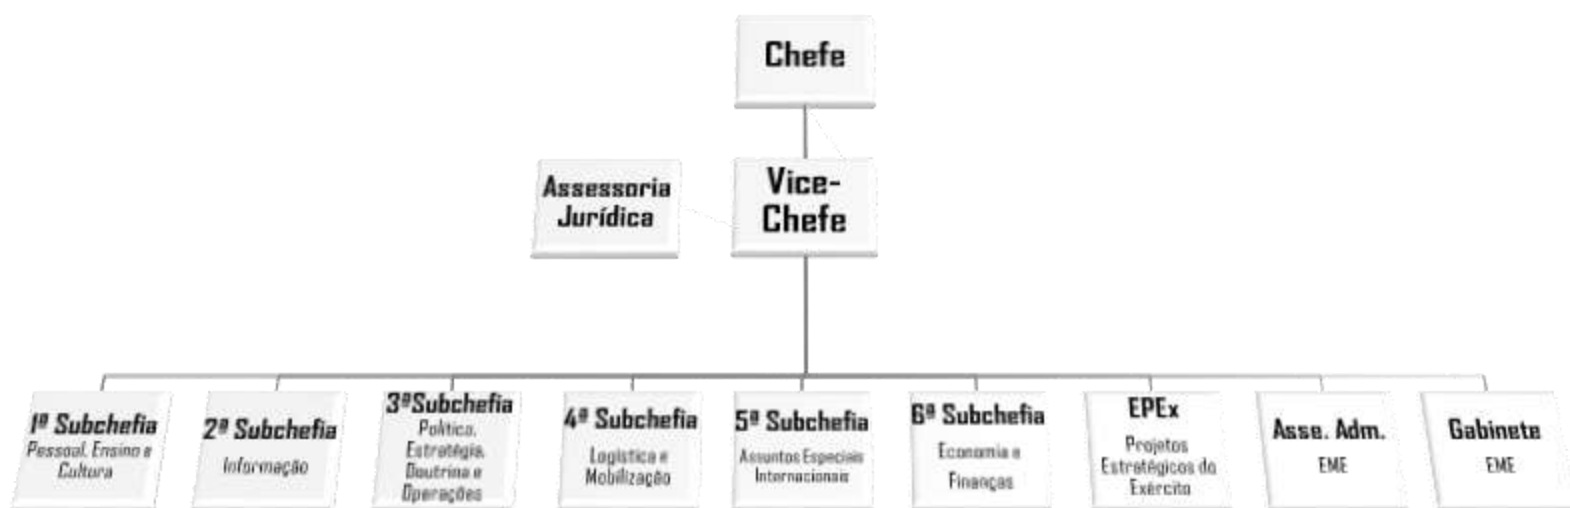 Chefe
Assessoria
Jurídica
Vice-
Chefe
1ª Subchefia
Pessoal, Ensino e
Cultura
2ª Subchefia
Informação
3ªSubchefia
Política,
Estratégia,
Doutrina e
Operações
4ª Subchefia
Logística e
Mobilização
5ª Subchefia
Assuntos Especiais
Internacionais
6ª Subchefia
Economia e
Finanças
EPEx
Projetos
Estratégicos do
Exército
Asse. Adm.
EME
Gabinete
EME